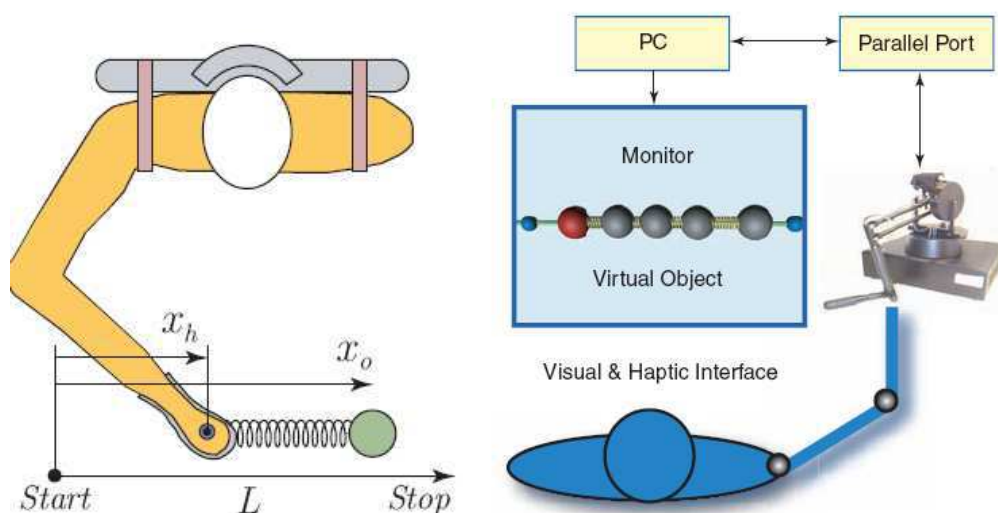 x_h
x_o
Start
L
Stop
PC
Parallel Port
Monitor
Virtual Object
Visual & Haptic Interface